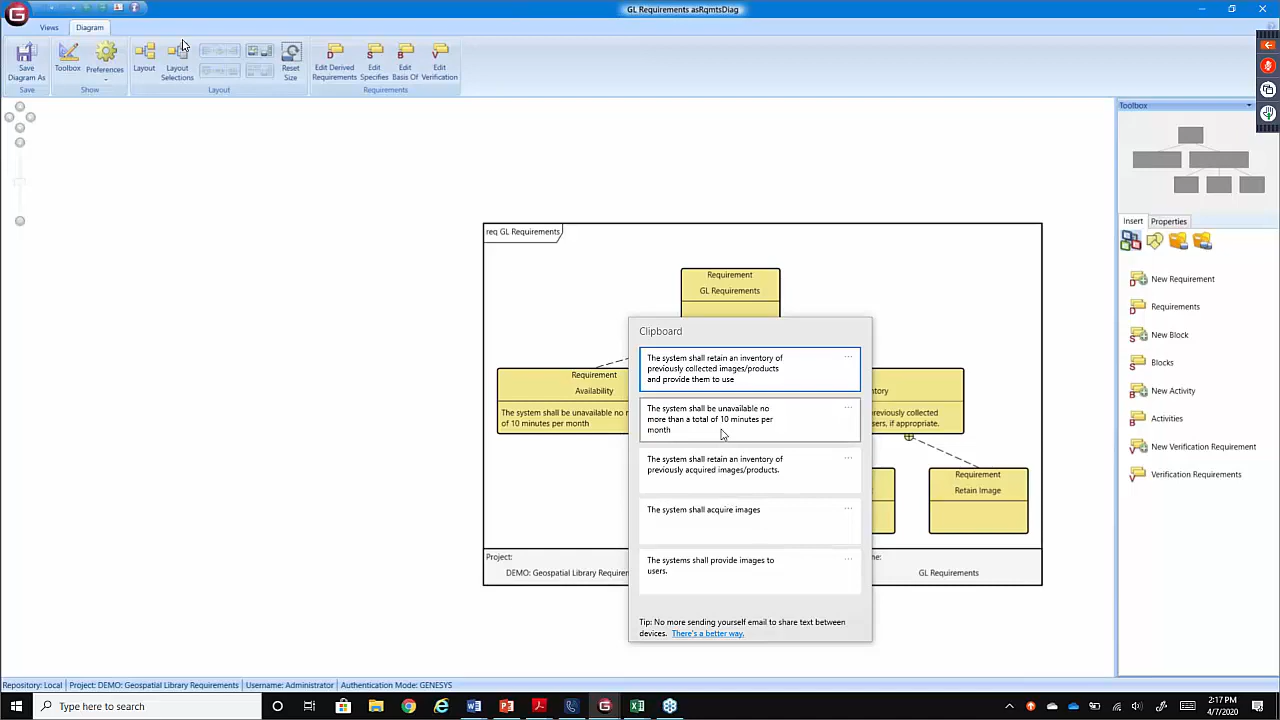 GL Requirements asRqmtsDiag
Views
Diagram
Save
Diagram As
Toolbox
Preferences
Layout
Layout
Selections
Reset
Size
Edit Derived
Requirements
Edit
Specifies
Edit
Basis Of
Edit
Verification
Save
Show
Layout
Requirements
Toolbox
Insert
Properties
New Requirement
Requirements
New Block
Blocks
New Activity
Activities
New Verification Requirement
Verification Requirements
req GL Requirements
Requirement
GL Requirements
Requirement
Availability
The system shall be unavailable no
of 10 minutes per month
previously collected
users, if appropriate.
Requirement
Retain Image
Project:
DEMO: Geospatial Library
GL Requirements
Clipboard
The system shall retain an inventory of
previously collected images/products
and provide them to use
The system shall be unavailable no
more than a total of 10 minutes per
month
The system shall retain an inventory of
previously acquired images/products.
The system shall acquire images
The systems shall provide images to
users.
Tip: No more sending yourself email to share text between
devices. There's a better way.
Repository: Local
Project: DEMO: Geospatial Library Requirements
Username: Administrator
Authentication Mode: GENESYS
Type here to search
2:17 PM
4/7/2020